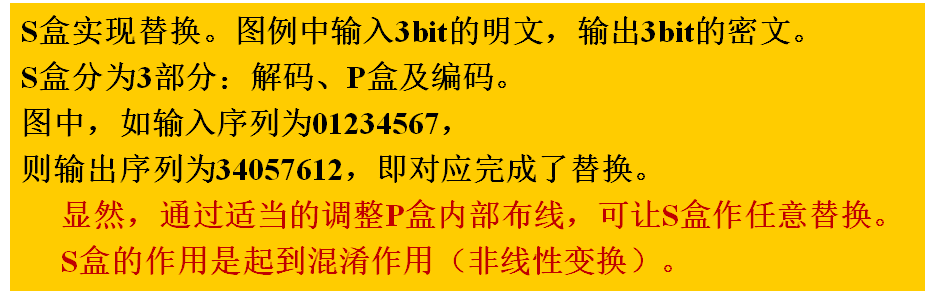 S盒实现替换。图例中输入3bit的明文，输出3bit的密文。
S盒分为3部分：解码、P盒及编码。
图中，如输入序列为01234567，
则输出序列为34057612，即对应完成了替换。
显然，通过适当的调整P盒内部布线，可让S盒作任意替换。
S盒的作用是起到混淆作用（非线性变换）。